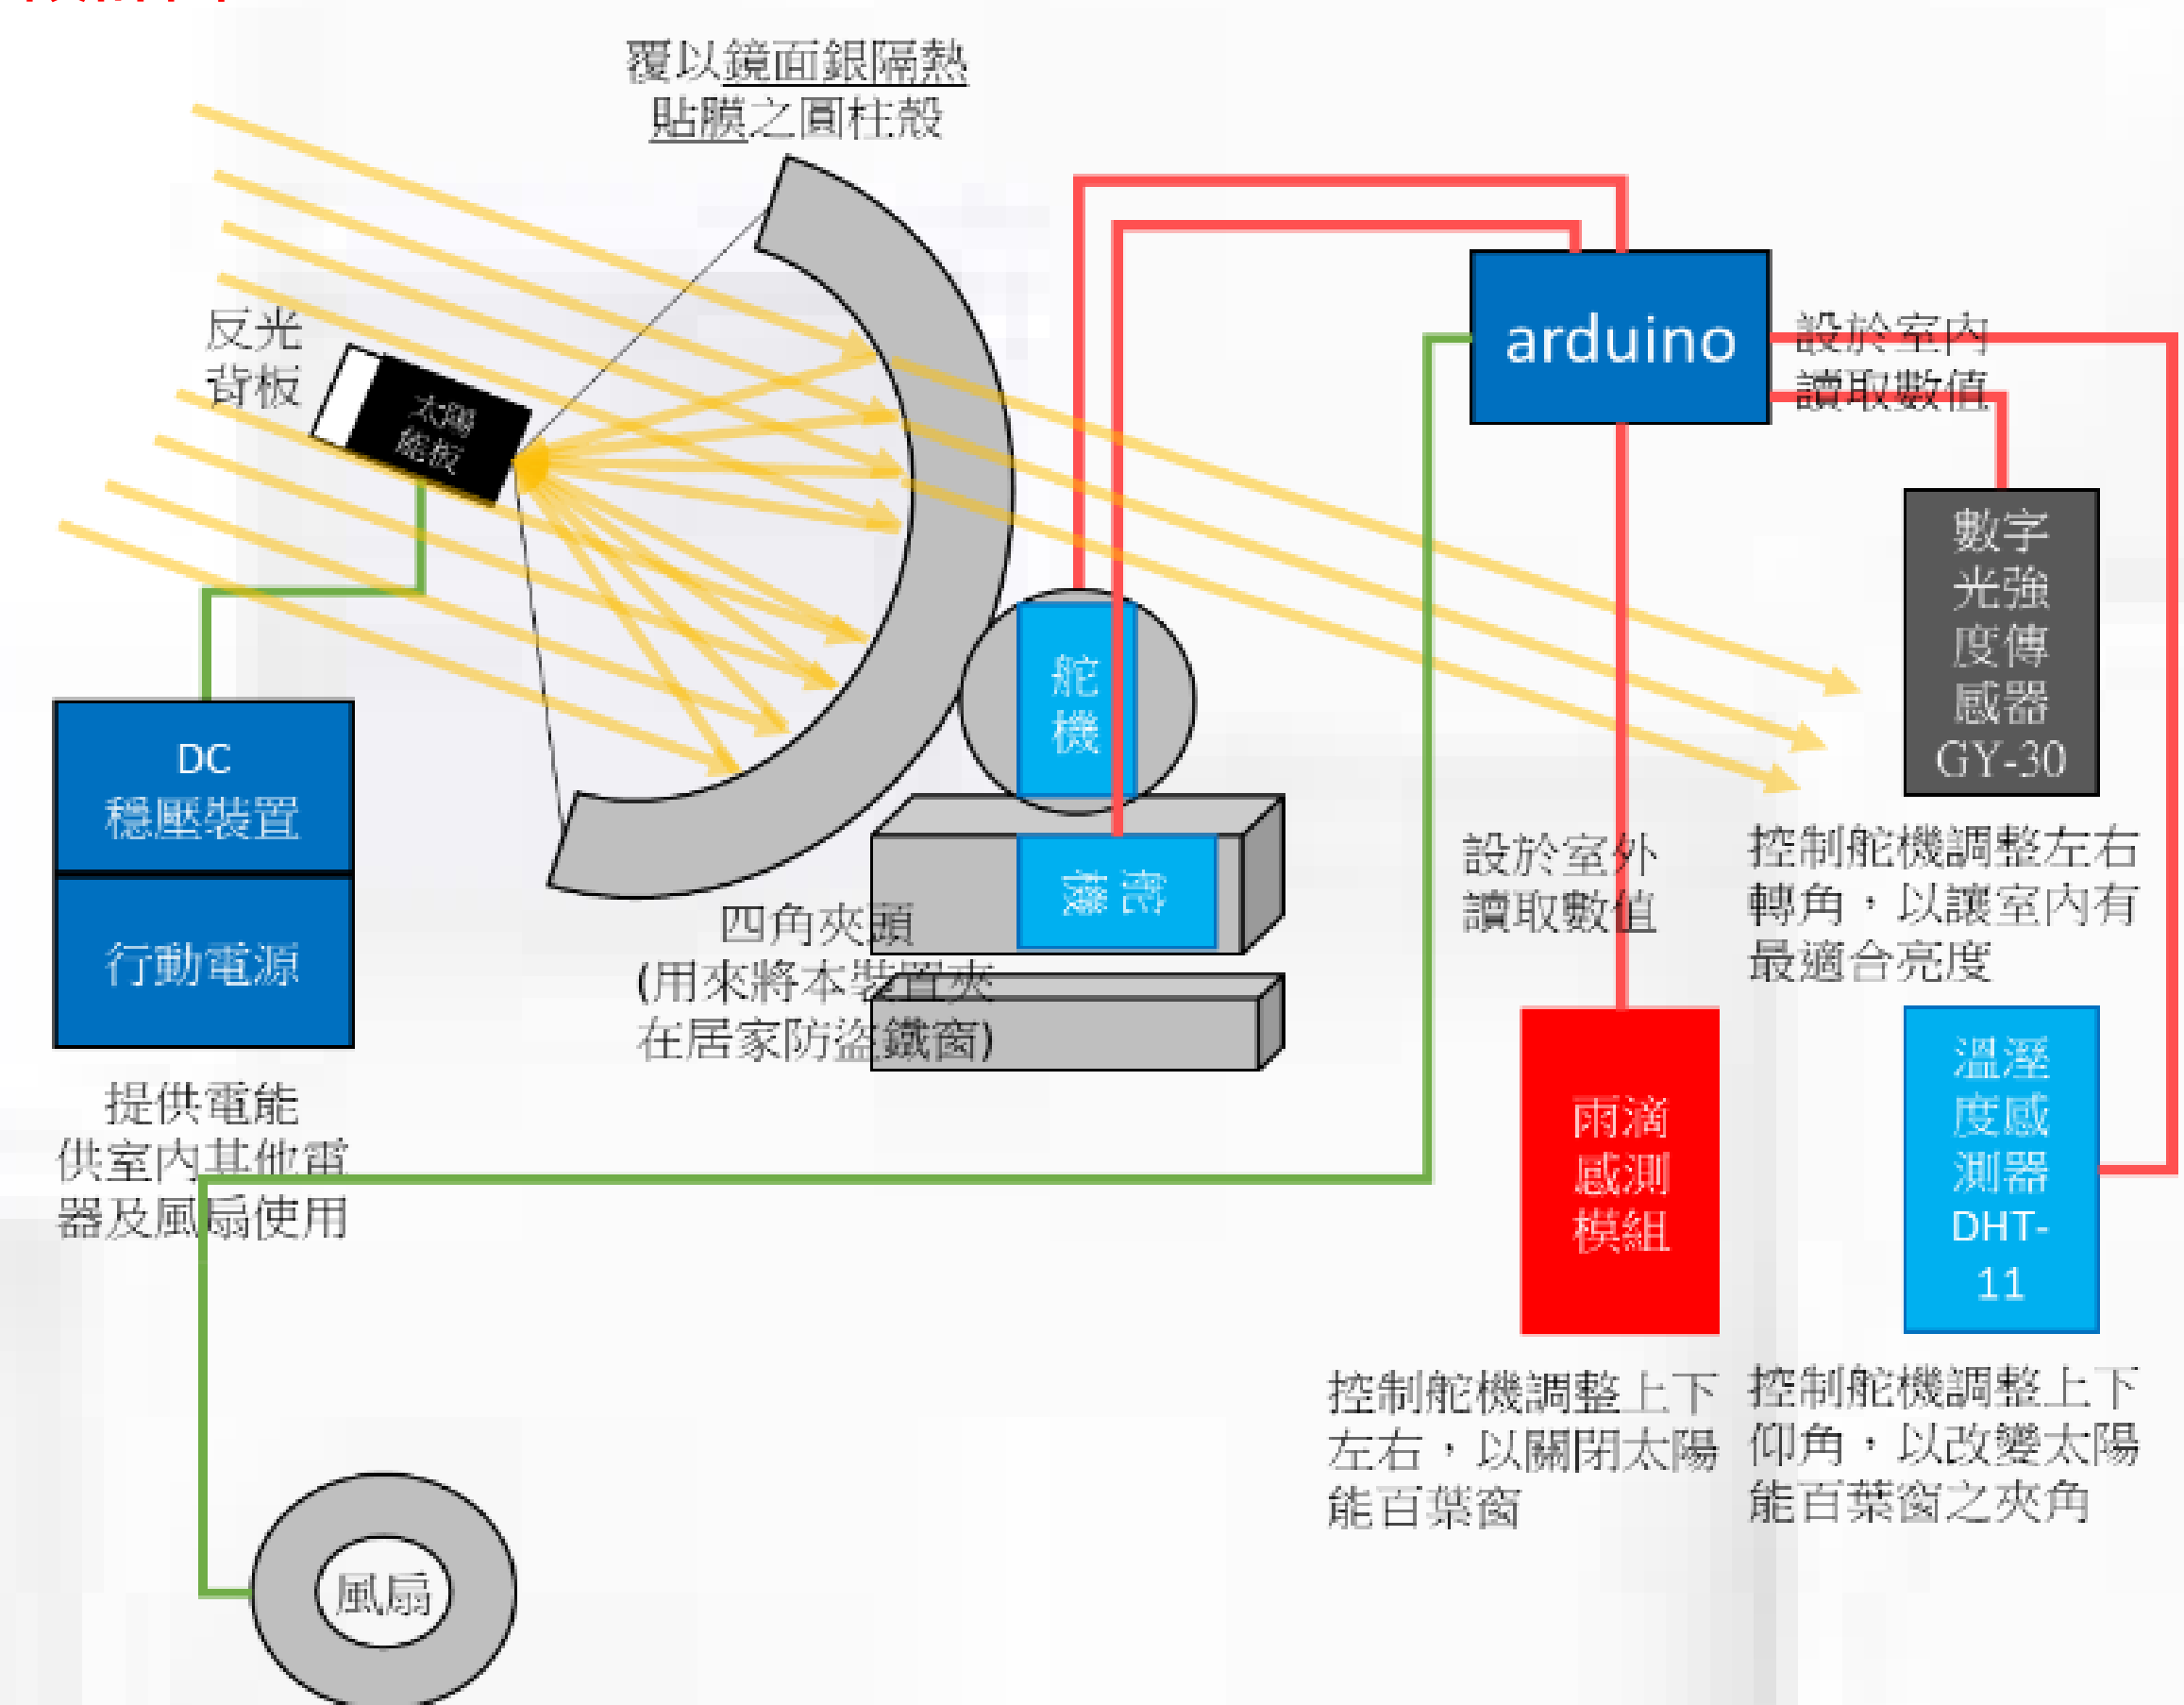 覆以鏡面銀隔熱
貼膜之圓柱殼
反光
背板
太陽
能板
arduino
設於室內
讀取數值
數字
光強
度傳
感器
GY-30
控制舵機調整左右
轉角，以讓室內有
最適合亮度
舵
機
舵
機
DC
穩壓裝置
行動電源
提供電能
供室內其他電
器及風扇使用
四角夾頭
(用來將本裝置夾
在居家防盜鐵窗)
設於室外
讀取數值
雨滴
感測
模組
控制舵機調整上下
左右，以關閉太陽
能百葉窗
溫溼
度感
測器
DHT-
11
控制舵機調整上下
仰角，以改變太陽
能百葉窗之夾角
風扇